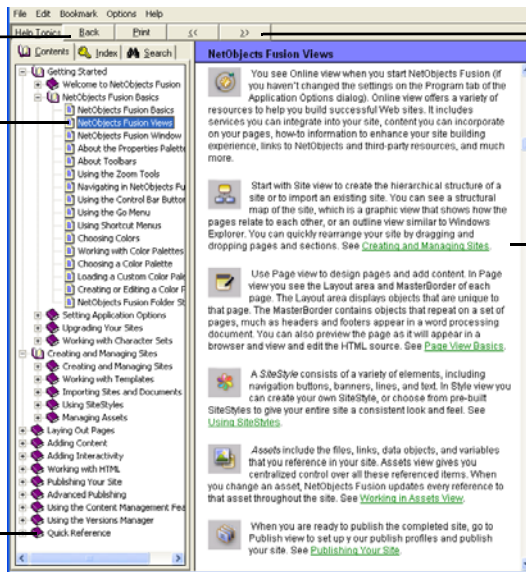 File Edit Bookmark Options Help
Help Topics Back Print << >>
Contents Index Search
Getting Started
Welcome to NetObjects Fusion
NetObjects Fusion Basics
NetObjects Fusion Basics
NetObjects Fusion Views
NetObjects Fusion Window
About the Properties Palette
About Toolbars
Using the Zoom Tools
Navigating in NetObjects Fu
Using the Control Bar Button
Using the Go Menu
Using Shortcut Menus
Choosing Colors
Working with Color Palettes
Choosing a Color Palette
Loading a Custom Color Pale
Creating or Editing a Color P
NetObjects Fusion Folder St
Setting Application Options
Upgrading Your Sites
Working with Character Sets
Creating and Managing Sites
Creating and Managing Sites
Working with Templates
Importing Sites and Documents
Using SiteStyles
Managing Assets
Laying Out Pages
Adding Content
Adding Interactivity
Working with HTML
Publishing Your Site
Advanced Publishing
Using the Content Management Fea
Using the Versions Manager
Quick Reference
NetObjects Fusion Views
You see Online view when you start NetObjects Fusion (if
you haven't changed the settings on the Program tab of the
Application Options dialog). Online view offers a variety of
resources to help you build successful Web sites. It includes
services you can integrate into your site, content you can incorporate
on your pages, how-to information to enhance your site building
experience, links to NetObjects and third-party resources, and much
more.
Start with Site view to create the hierarchical structure of a
site or to import an existing site. You can see a structural
map of the site, which is a graphic view that shows how the
pages relate to each other, or an outline view similar to Windows
Explorer. You can quickly rearrange your site by dragging and
dropping pages and sections. See Creating and Managing Sites.
Use Page view to design pages and add content. In Page
view you see the Layout area and MasterBorder of each
page. The Layout area displays objects that are unique to
that page. The MasterBorder contains objects that repeat on a set of
pages, much as headers and footers appear in a word processing
document. You can also preview the page as it will appear in a
browser and view and edit the HTML source. See Page View Basics.
A SiteStyle consists of a variety of elements, including
navigation buttons, banners, lines, and text. In Style view you
can create your own SiteStyle, or choose from pre-built
SiteStyles to give your entire site a consistent look and feel. See
Using SiteStyles.
Assets include the files, links, data objects, and variables
that you reference in your site. Assets view gives you
centralized control over all these referenced items. When
you change an asset, NetObjects Fusion updates every reference to
that asset throughout the site. See Working in Assets View.
When you are ready to publish the completed site, go to
Publish view to set up y our publish profiles and publish
your site. See Publishing Your Site.